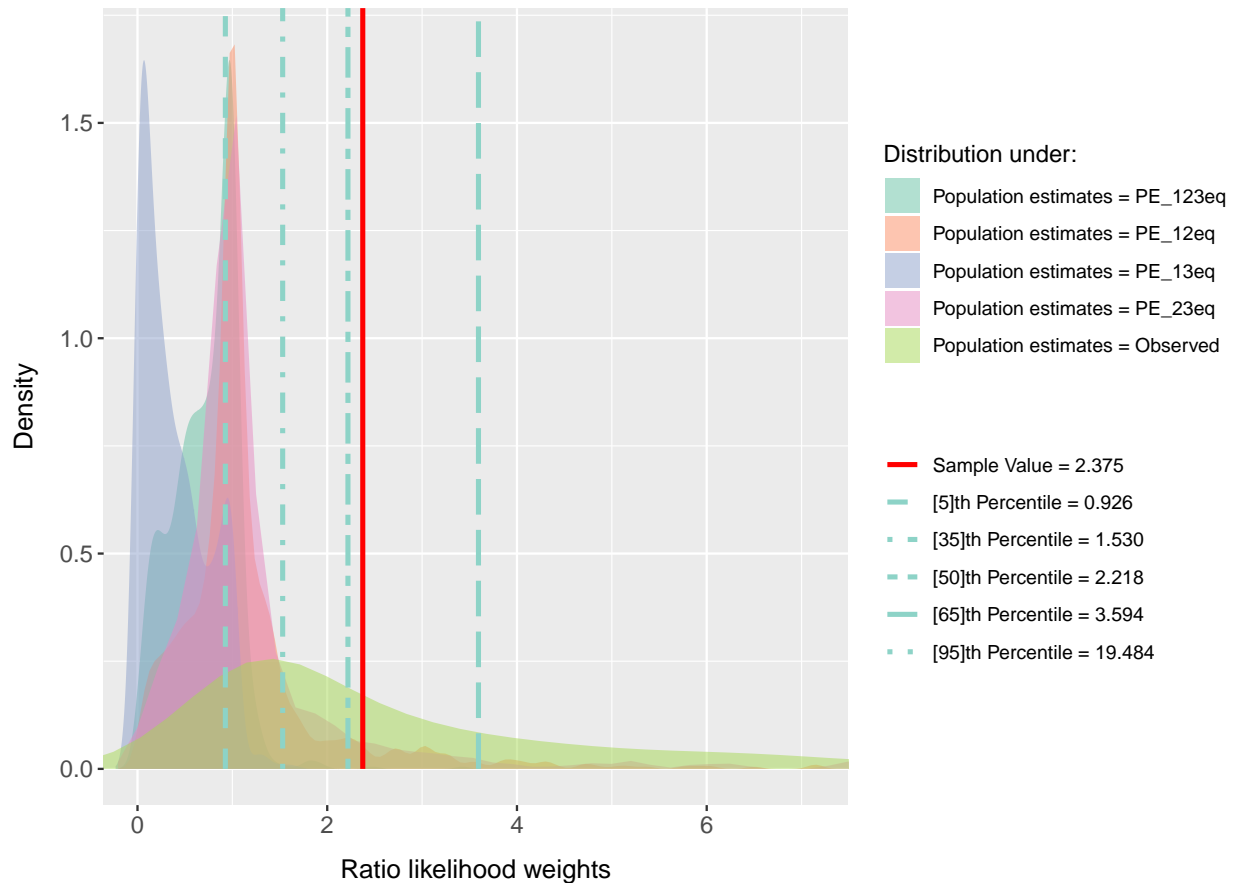 1.5
1.0
0.5
0.0
Density
0
2
4
6
Ratio likelihood weights
Distribution under:
Population estimates = PE_123eq
Population estimates = PE_12eq
Population estimates = PE_13eq
Population estimates = PE_23eq
Population estimates = Observed
Sample Value = 2.375
[5]th Percentile = 0.926
[35]th Percentile = 1.530
[50]th Percentile = 2.218
[65]th Percentile = 3.594
[95]th Percentile = 19.484